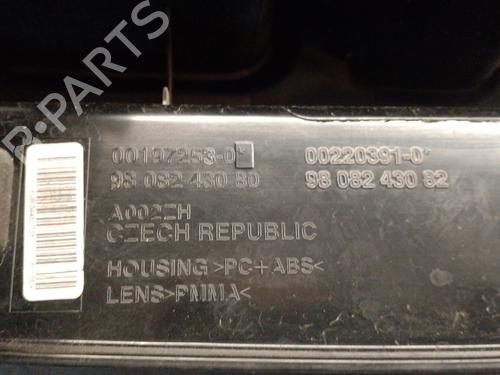 00197253-0 00220391-0
98 082 430 80 98 082 430 82
A002ZH
CZECH REPUBLIC
HOUSING >PC+ABS<
LENS>PMMA<
B-PARTS